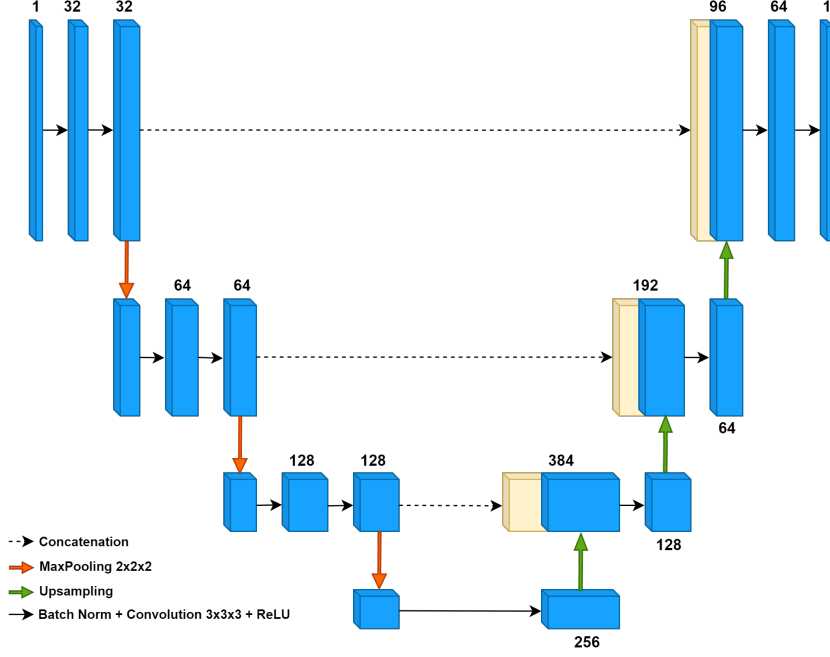 1 32 32 96 64 1
64 64 192
64
128 128 384
128
256
Concatenation
MaxPooling 2x2x2
Upsampling
Batch Norm + Convolution 3x3x3 + ReLU